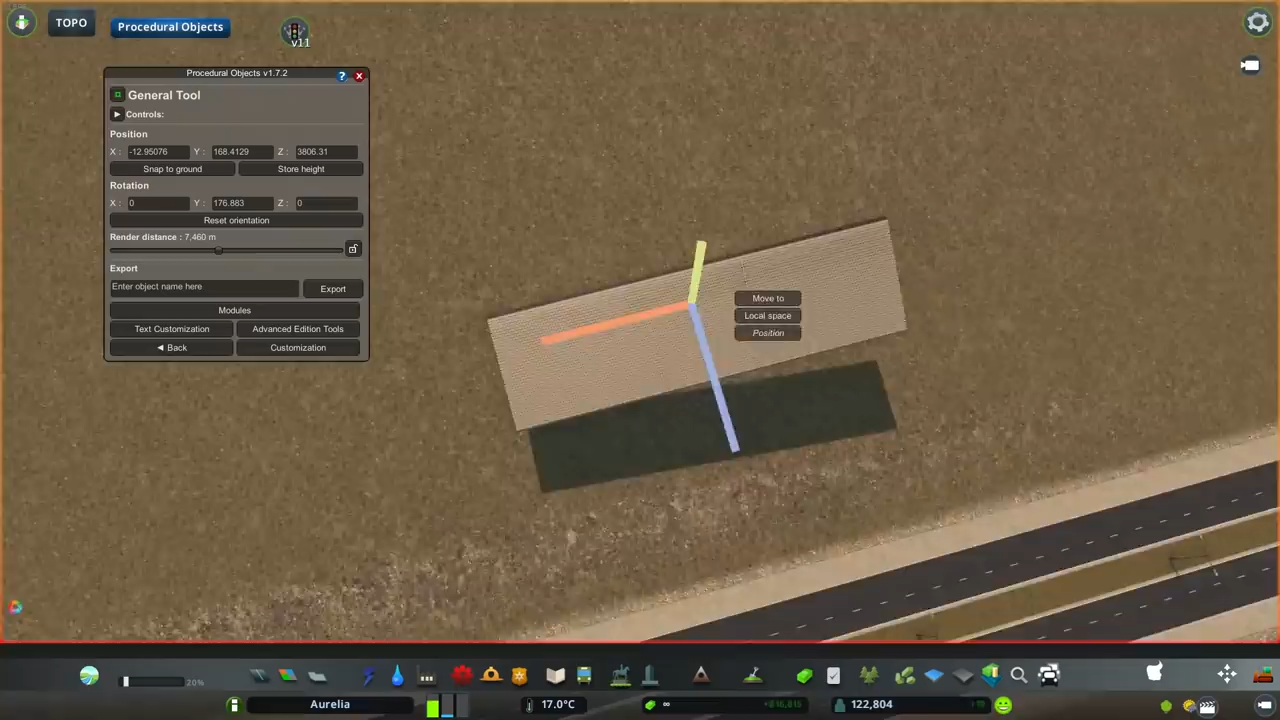 TOPO
Procedural Objects
v11
Procedural Objects v1.7.2
?
x
General Tool
Controls:
Position
X : -12.95076 Y : 168.4129 Z : 3806.31
Snap to ground Store height
Rotation
X : 0 Y : 176.883 Z : 0
Reset orientation
Render distance : 7,460 m
Export
Enter object name here Export
Modules
Text Customization Advanced Edition Tools
◀ Back Customization
Move to
Local space
Position
20%
Aurelia 17.0°C ∞ 122,804